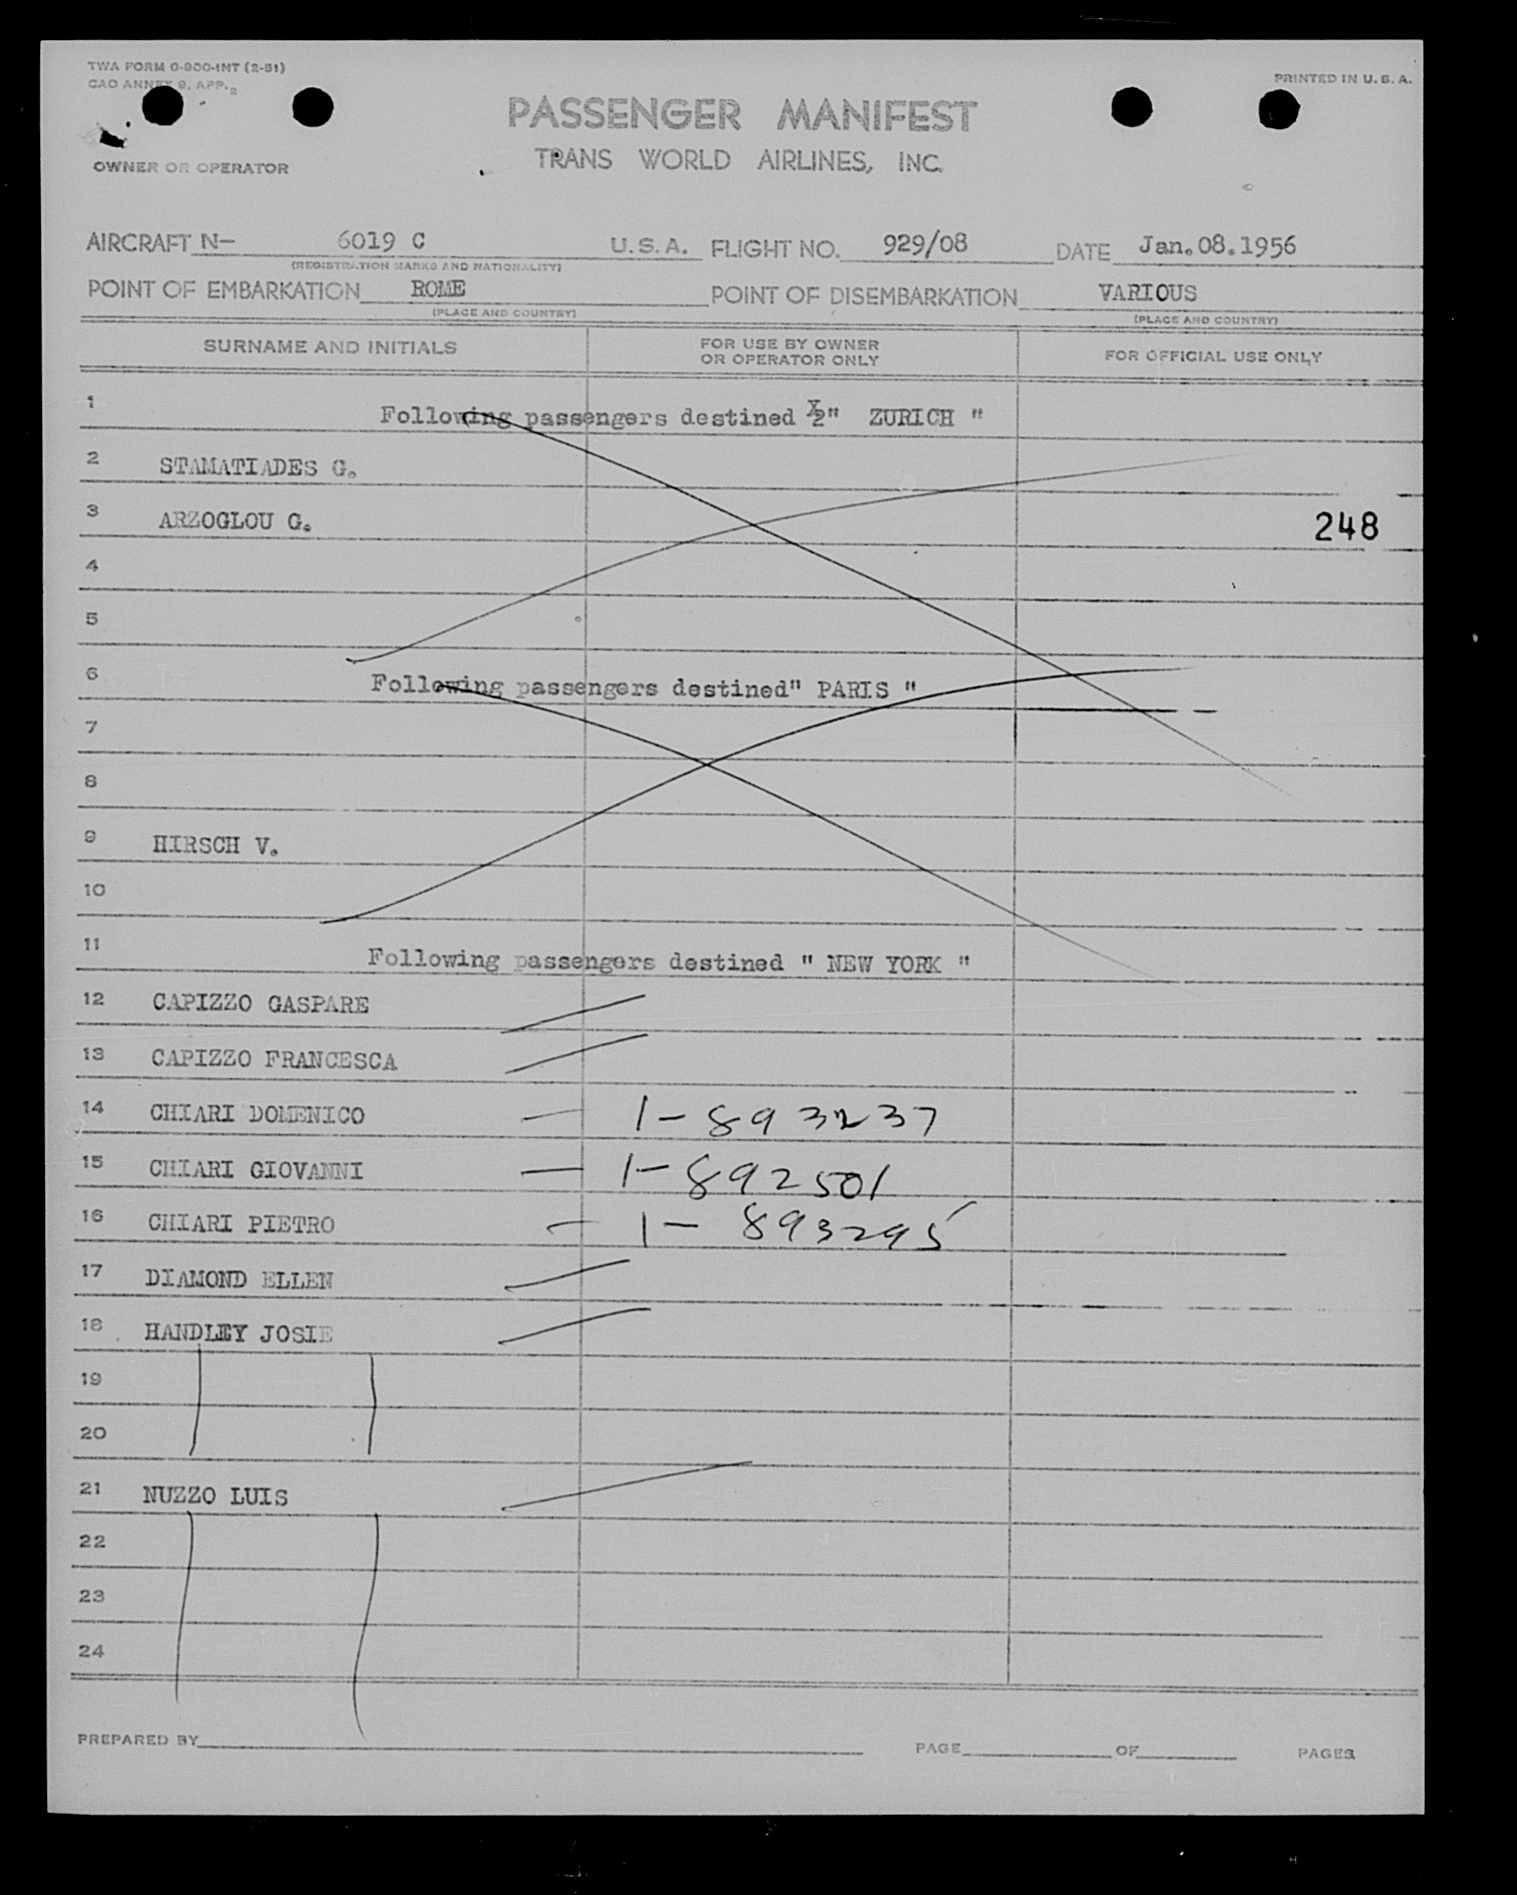 TWA FORM 0-900-INT (2-51)
CAO ANNEX 9. APP. 2
PRINTED IN U. S. A.
PASSENGER MANIFEST
TRANS WORLD AIRLINES, INC.
OWNER OR OPERATOR
AIRCRAFT N- 6019 C U. S. A. FLIGHT NO. 929/08 DATE Jan.08.1956
(REGISTRATION MARKS AND NATIONALITY)
POINT OF EMBARKATION ROME POINT OF DISEMBARKATION VARIOUS
(PLACE AND COUNTRY) (PLACE AND COUNTRY)
SURNAME AND INITIALS FOR USE BY OWNER OR OPERATOR ONLY FOR OFFICIAL USE ONLY
1 Following passengers destined " ZURICH "
2 STAMATIADES G.
3 ARZOGLOU G. 248
4
5
6 Following passengers destined" PARIS "
7
8
9 HIRSCH V.
10
11 Following passengers destined " NEW YORK "
12 CAPIZZO GASPARE
13 CAPIZZO FRANCESCA
14 CHIARI DOMENICO — 1-893237
15 CHIARI GIOVANNI — 1-892501
16 CHIARI PIETRO — 1-893295
17 DIAMOND ELLEN
18 HANDLEY JOSIE
19
20
21 NUZZO LUIS
22
23
24
PREPARED BY PAGE OF PAGES